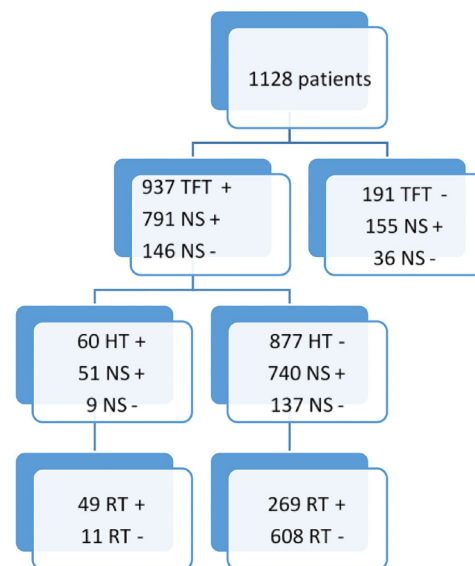 1128 patients
937 TFT +
791 NS +
146 NS -
191 TFT -
155 NS +
36 NS -
60 HT +
51 NS +
9 NS -
877 HT -
740 NS +
137 NS -
49 RT +
11 RT -
269 RT +
608 RT -